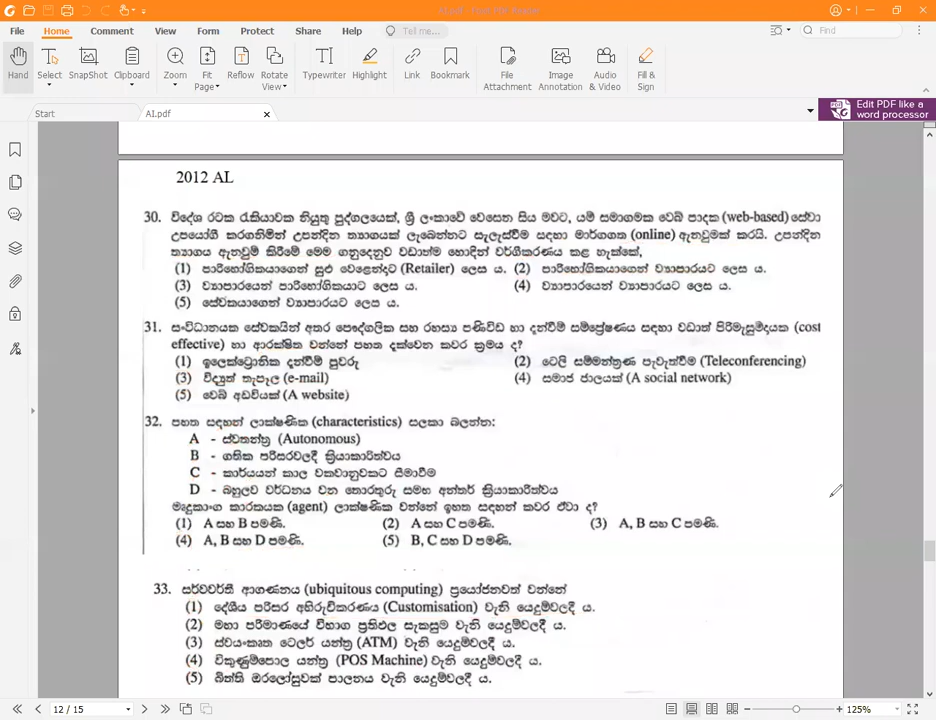 File Home Comment View Form Protect Share Help Tell me... Find
Hand Select SnapShot Clipboard Zoom Fit Page Reflow Rotate View Typewriter Highlight Link Bookmark File Attachment Image Annotation Audio & Video Fill & Sign
Start AI.pdf Edit PDF like a word processor
2012 AL
30. විදේශ රටක රැකියාවක නියුතු පුද්ගලයෙක්, ශ්‍රී ලංකාවේ වෙසෙන සිය මවට, යම් සමාගමක වෙබ් පාදක (web-based) සේවා
උපයෝගී කරගනිමින් උපන්දින ත්‍යාගයක් ලැබෙන්නට සැලැස්වීම සඳහා මාර්ගගත (online) ඇනවුමක් කරයි. උපන්දින
ත්‍යාගය ඇනවුම් කිරීමේ මෙම ගනුදෙනුව වඩාත්ම හොඳින් වර්ගීකරණය කළ හැක්කේ,
(1) පාරිභෝගිකයාගෙන් සුළු වෙළෙන්දාට (Retailer) ලෙස ය. (2) පාරිභෝගිකයාගෙන් ව්‍යාපාරයට ලෙස ය.
(3) ව්‍යාපාරයෙන් පාරිභෝගිකයාට ලෙස ය. (4) ව්‍යාපාරයෙන් ව්‍යාපාරයට ලෙස ය.
(5) සේවකයාගෙන් ව්‍යාපාරයට ලෙස ය.
31. සංවිධානයක සේවකයින් අතර පෞද්ගලික සහ රහස්‍ය පණිවිඩ හා දැන්වීම් සම්ප්‍රේෂණය සඳහා වඩාත් පිරිමැසුම්දායක (cost
effective) හා ආරක්ෂිත වන්නේ පහත දැක්වෙන කවර ක්‍රමය ද?
(1) ඉලෙක්ට්‍රොනික දැන්වීම් පුවරු (2) ටෙලි සම්මන්ත්‍රණ පැවැත්වීම (Teleconferencing)
(3) විද්‍යුත් තැපෑල (e-mail) (4) සමාජ ජාලයක් (A social network)
(5) වෙබ් අඩවියක් (A website)
32. පහත සඳහන් ලාක්ෂණික (characteristics) සලකා බලන්න:
A - ස්වතන්ත්‍ර (Autonomous)
B - ගතික පරිසරවලදී ක්‍රියාකාරිත්වය
C - කාර්යයන් කාල වකවානුවකට සීමාවීම
D - බහුලව වර්ධනය වන තොරතුරු සමඟ අන්තර් ක්‍රියාකාරිත්වය
මෘදුකාංග කාරකයක (agent) ලාක්ෂණික වන්නේ ඉහත සඳහන් කවර ඒවා ද?
(1) A සහ B පමණි. (2) A සහ C පමණි. (3) A, B සහ C පමණි.
(4) A, B සහ D පමණි. (5) B, C සහ D පමණි.
33. සර්වවර්තී ආගණනය (ubiquitous computing) ප්‍රයෝජනවත් වන්නේ
(1) දේශීය පරිසර අභිරුචිකරණය (Customisation) වැනි යෙදුම්වලදී ය.
(2) මහා පරිමාණයේ විභාග ප්‍රතිඵල සැකසුම වැනි යෙදුම්වලදී ය.
(3) ස්වයංකෘත ටෙලර් යන්ත්‍ර (ATM) වැනි යෙදුම්වලදී ය.
(4) විකුණුම්පොල යන්ත්‍ර (POS Machine) වැනි යෙදුම්වලදී ය.
(5) බිත්ති ඔරලෝසුවක් පාලනය වැනි යෙදුම්වලදී ය.
12 / 15 125%